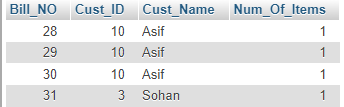 Bill_NO Cust_ID Cust_Name Num_Of_Items
28 10 Asif 1
29 10 Asif 1
30 10 Asif 1
31 3 Sohan 1